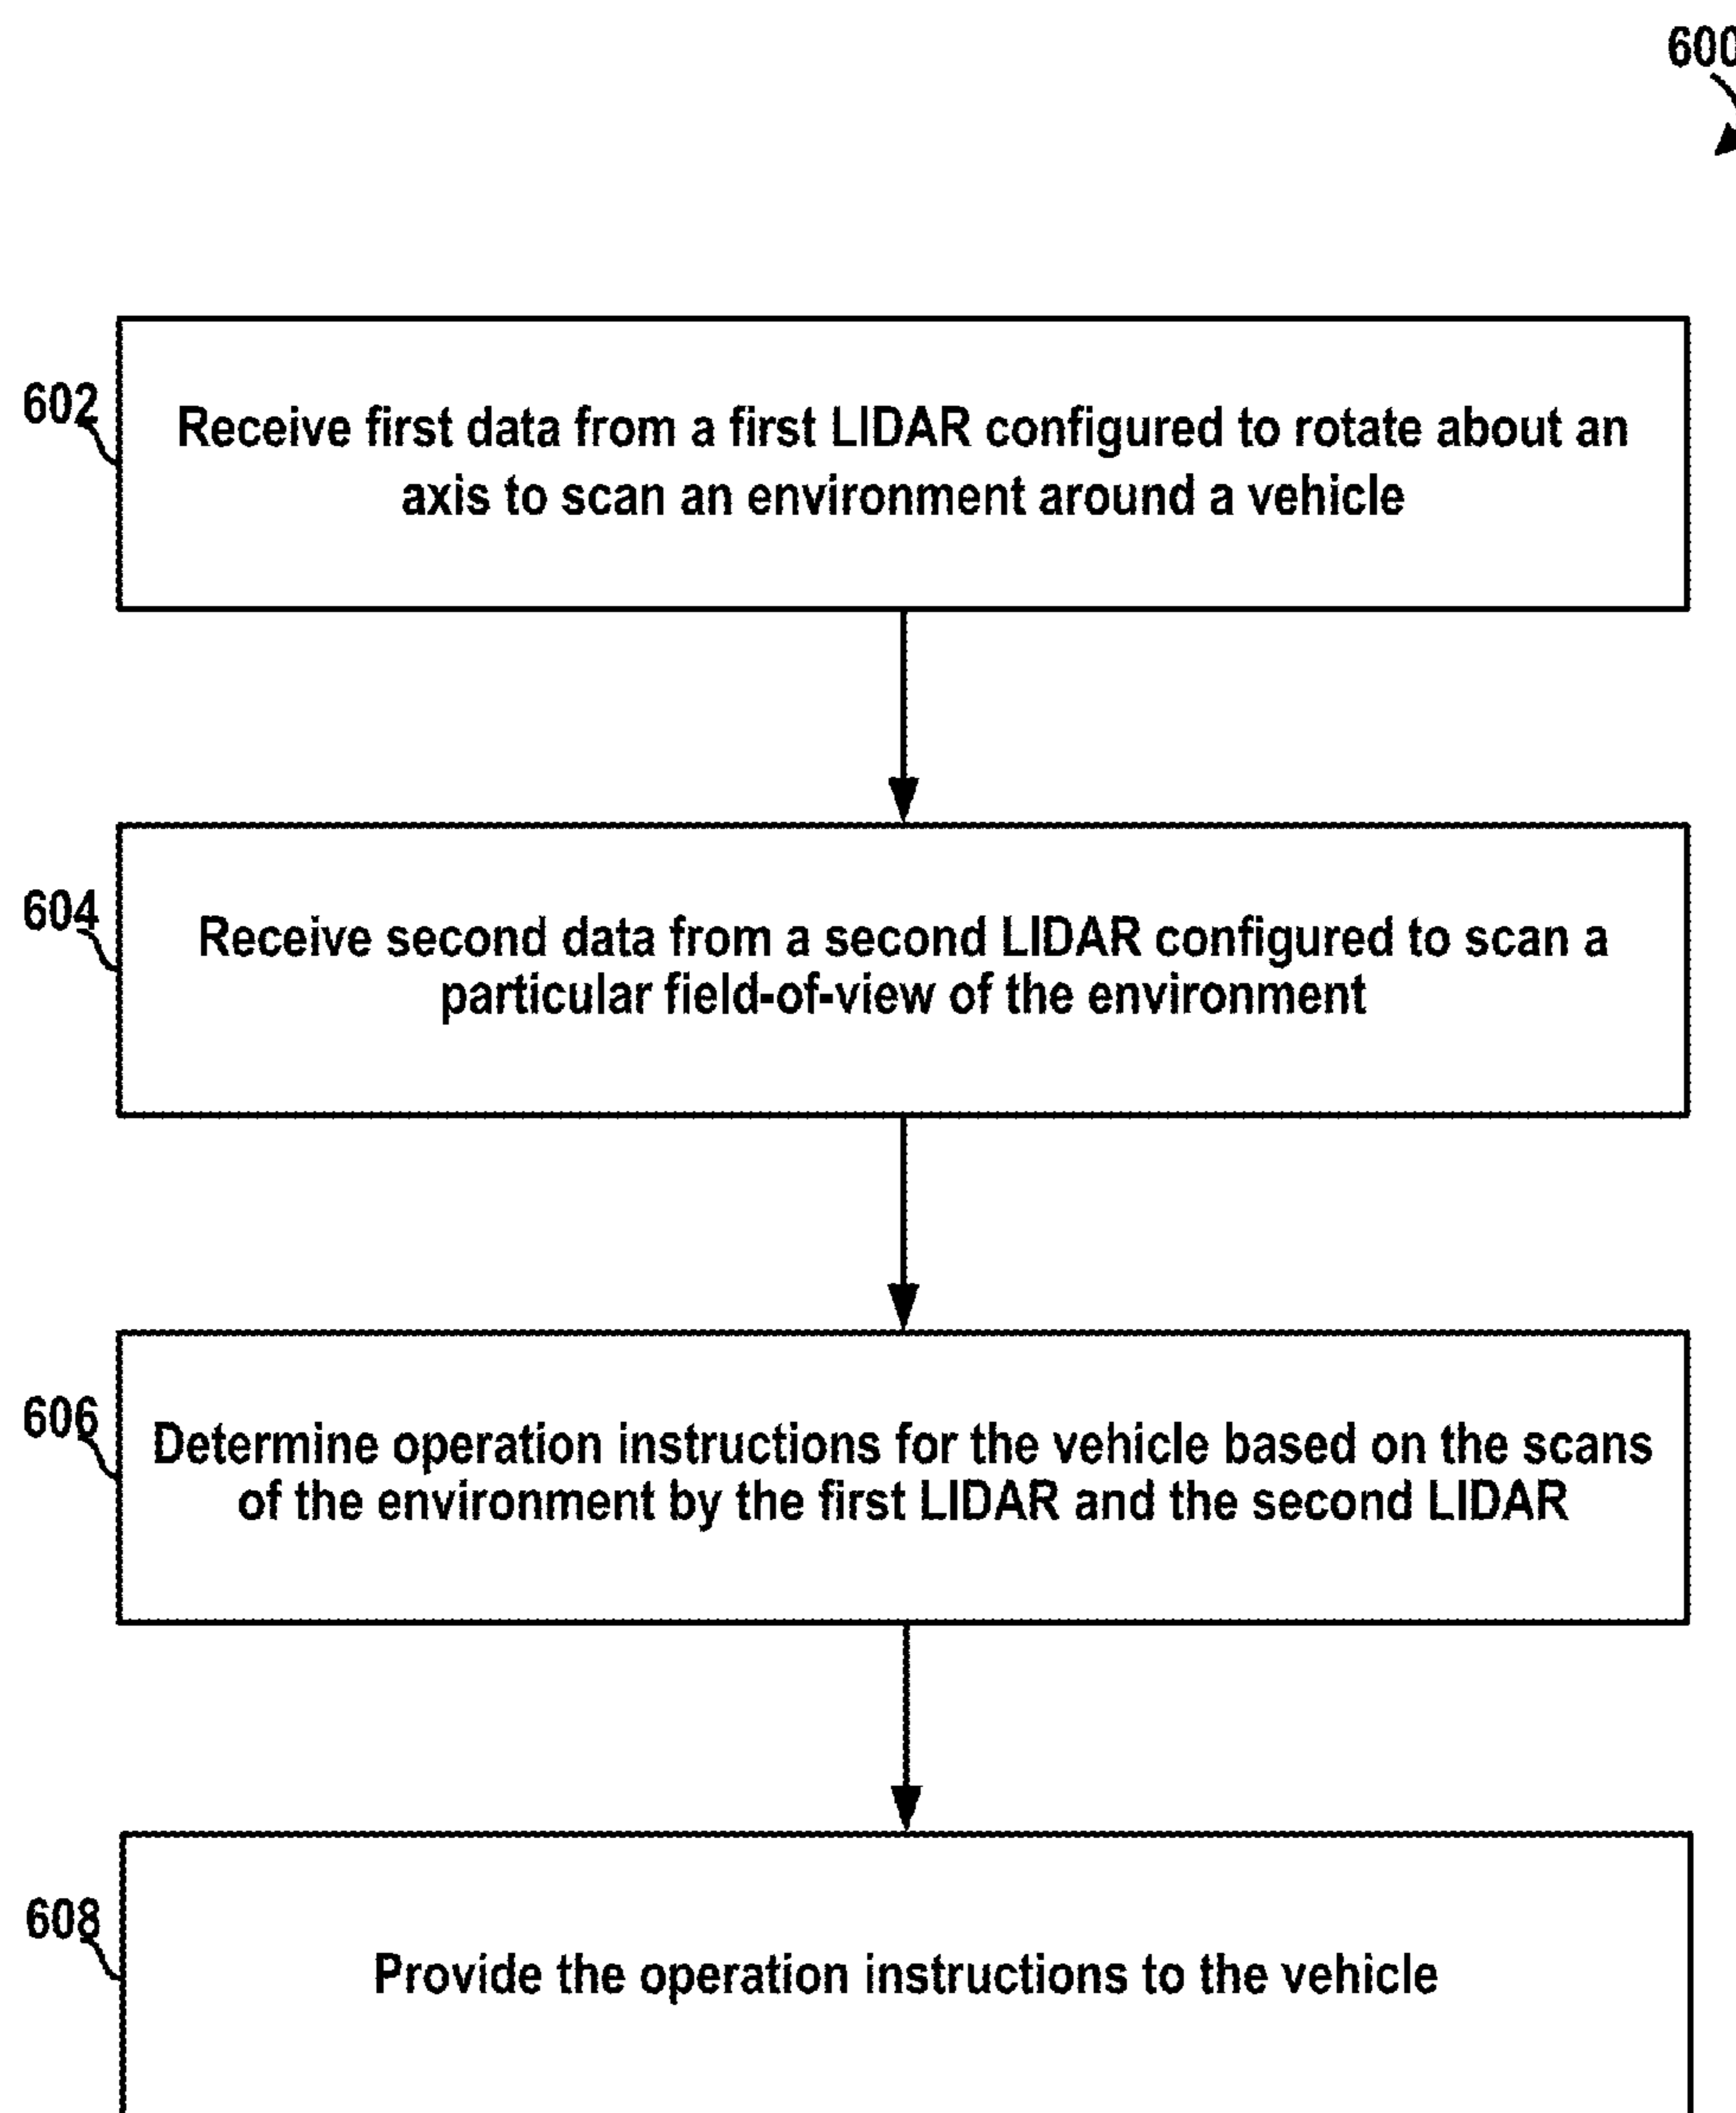 600
602
Receive first data from a first LIDAR configured to rotate about an
axis to scan an environment around a vehicle
604
Receive second data from a second LIDAR configured to scan a
particular field-of-view of the environment
606
Determine operation instructions for the vehicle based on the scans
of the environment by the first LIDAR and the second LIDAR
608
Provide the operation instructions to the vehicle